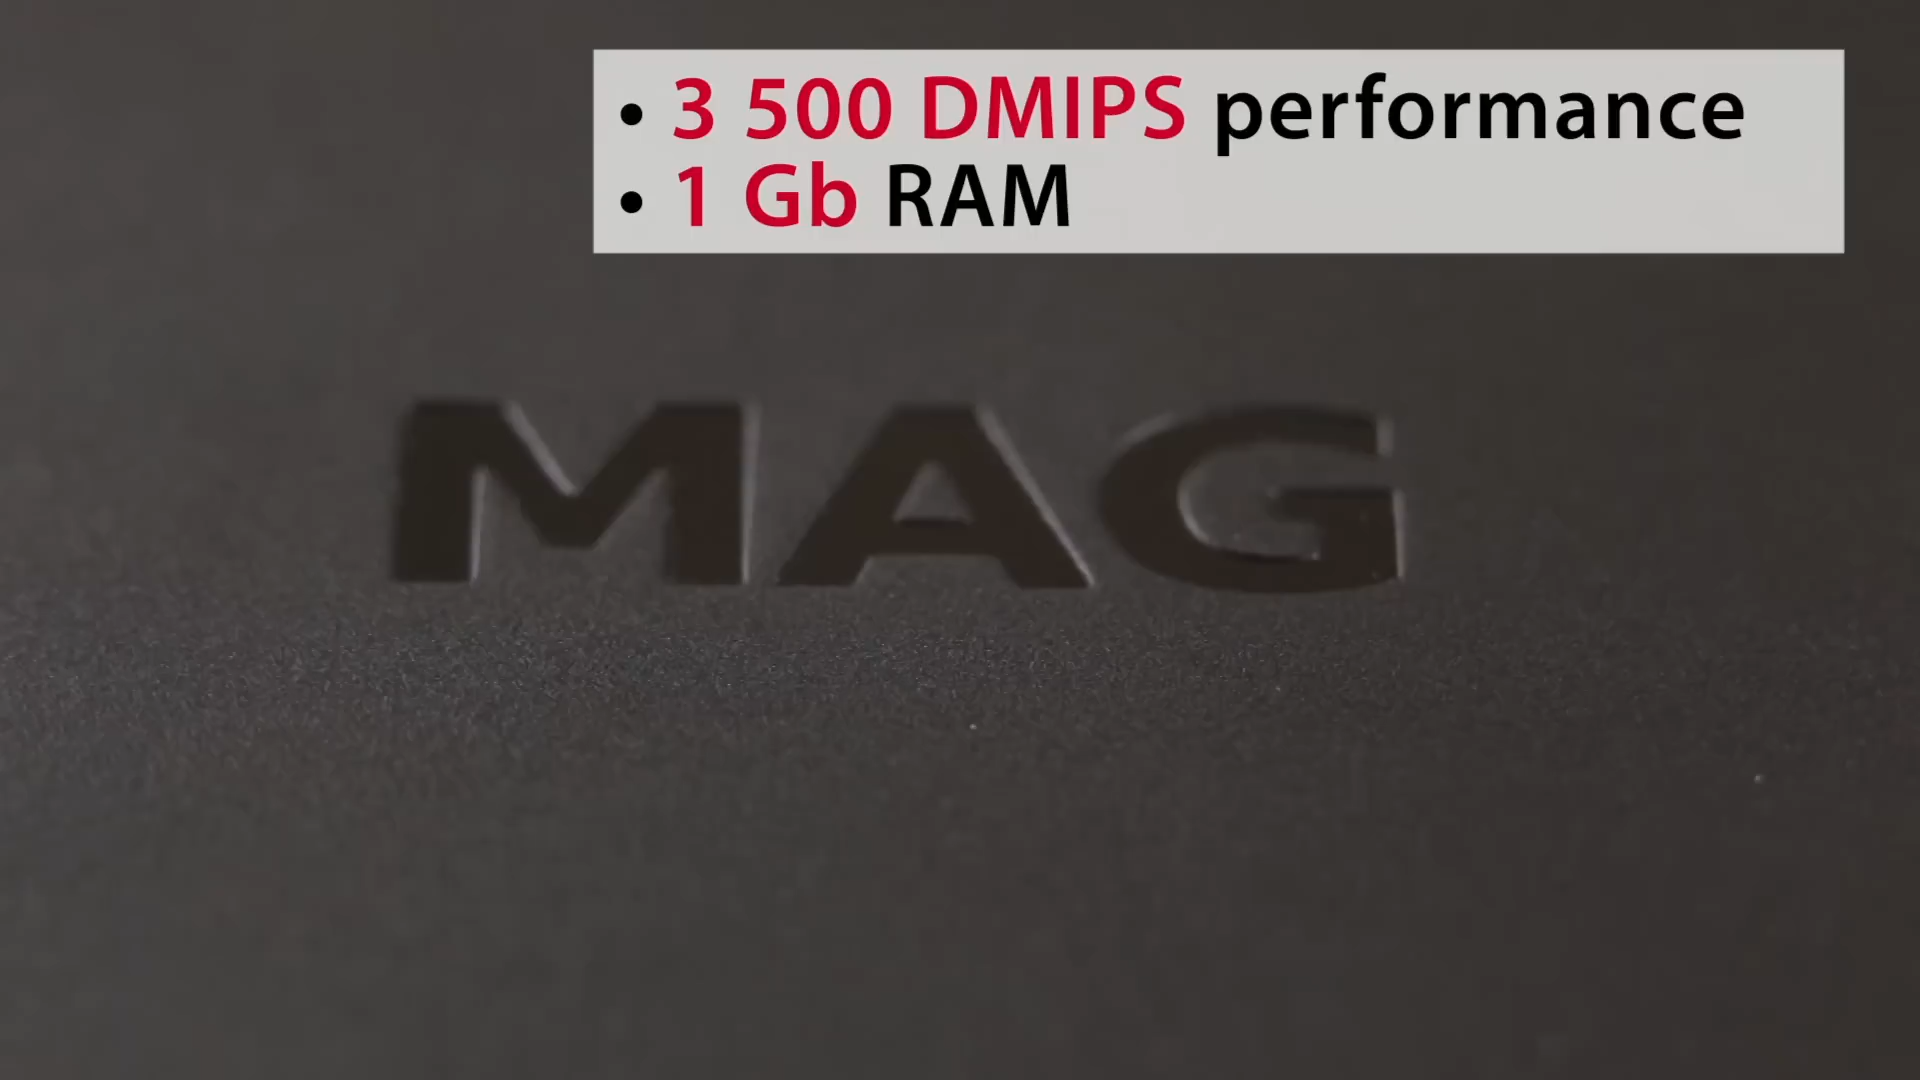 • 3 500 DMIPS performance
• 1 Gb RAM
MAG